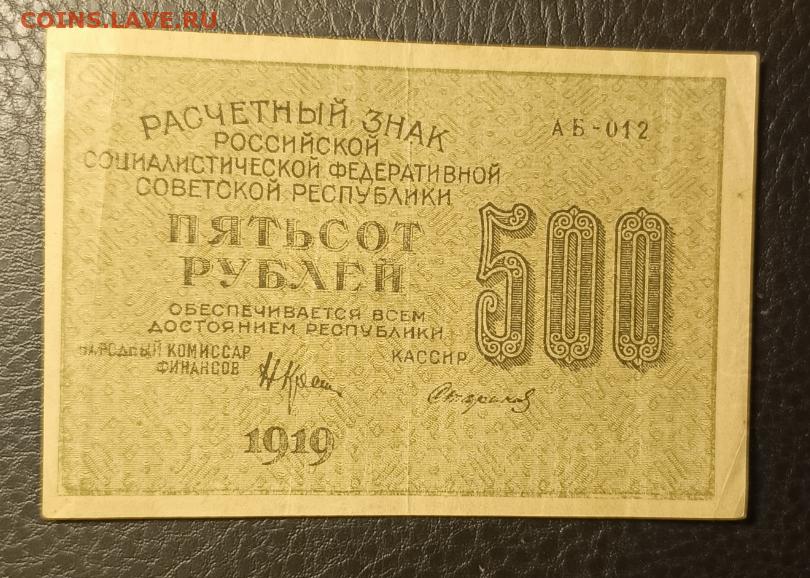 COINS.LAVE.RU
РАСЧЕТНЫЙ ЗНАК
АБ-012
РОССИЙСКОЙ
СОЦИАЛИСТИЧЕСКОЙ ФЕДЕРАТИВНОЙ
СОВЕТСКОЙ РЕСПУБЛИКИ
ПЯТЬСОТ
РУБЛЕЙ
500
ОБЕСПЕЧИВАЕТСЯ ВСЕМ
ДОСТОЯНИЕМ РЕСПУБЛИКИ
НАРОДНЫЙ КОМИССАР
ФИНАНСОВ
КАССИР
Стариков
1919